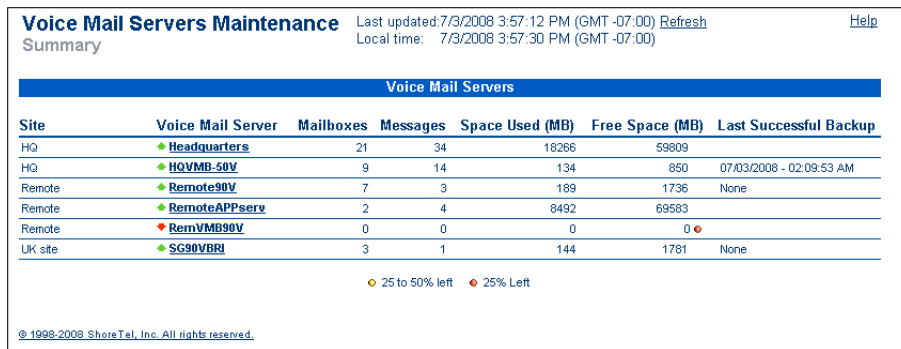 Voice Mail Servers Maintenance
Summary
Last updated:7/3/2008 3:57:12 PM (GMT -07:00) Refresh
Local time: 7/3/2008 3:57:30 PM (GMT -07:00)
Help
Voice Mail Servers
Site Voice Mail Server Mailboxes Messages Space Used (MB) Free Space (MB) Last Successful Backup
HQ Headquarters 21 34 18266 59809
HQ HQVMB-50V 9 14 134 850 07/03/2008 - 02:09:53 AM
Remote Remote90V 7 3 189 1736 None
Remote RemoteAPPserv 2 4 8492 69583
Remote RemVMB90V 0 0 0 0
UK site SG90VBRI 3 1 144 1781 None
25 to 50% left 25% Left
© 1998-2008 ShoreTel, Inc. All rights reserved.